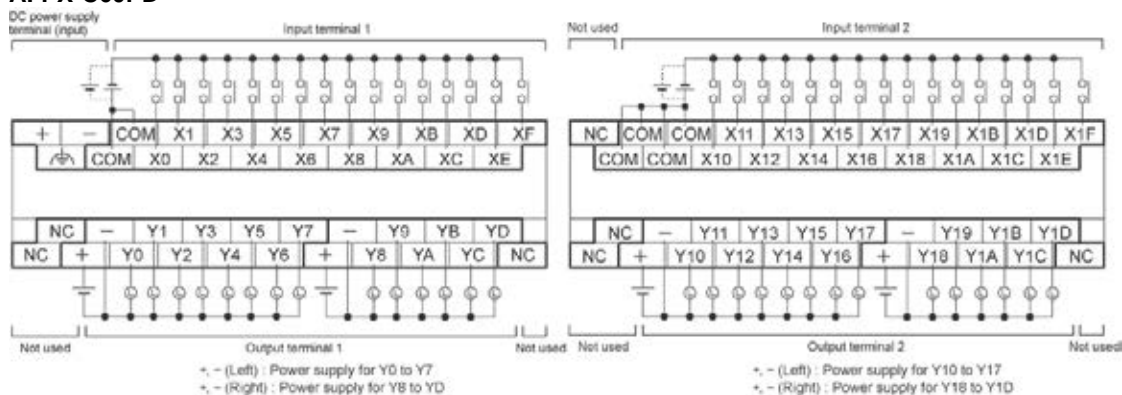 DC power supply
terminal (input)
Input terminal 1
+ - COM X1 X3 X5 X7 X9 XB XD XF
COM X0 X2 X4 X6 X8 XA XC XE
NC - Y1 Y3 Y5 Y7 - Y9 YB YD
NC + Y0 Y2 Y4 Y6 + Y8 YA YC NC
Not used
Output terminal 1
Not used
+, - (Left) : Power supply for Y0 to Y7
+, - (Right) : Power supply for Y8 to YD
Not used
Input terminal 2
NC COM COM X11 X13 X15 X17 X19 X1B X1D X1F
COM COM X10 X12 X14 X16 X18 X1A X1C X1E
NC - Y11 Y13 Y15 Y17 - Y19 Y1B Y1D
NC + Y10 Y12 Y14 Y16 + Y18 Y1A Y1C NC
Not used
Output terminal 2
Not used
+, - (Left) : Power supply for Y10 to Y17
+, - (Right) : Power supply for Y18 to Y1D